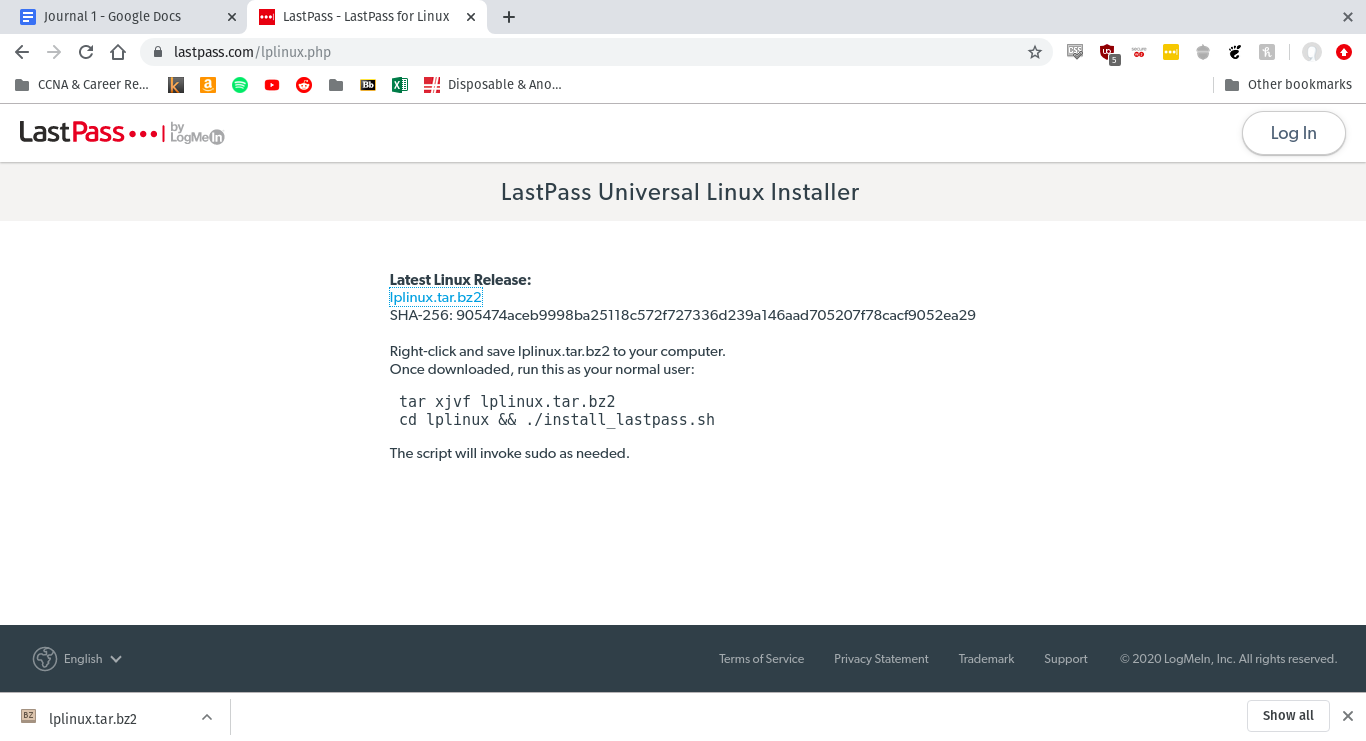 Journal 1 - Google Docs
LastPass - LastPass for Linux
lastpass.com/lplinux.php
5
CCNA & Career Re...
Bb
Disposable & Ano...
Other bookmarks
LastPass by LogMeIn
Log In
LastPass Universal Linux Installer
Latest Linux Release:
lplinux.tar.bz2
SHA-256: 905474aceb9998ba25118c572f727336d239a146aad705207f78cacf9052ea29
Right-click and save lplinux.tar.bz2 to your computer.
Once downloaded, run this as your normal user:
tar xjvf lplinux.tar.bz2
cd lplinux && ./install_lastpass.sh
The script will invoke sudo as needed.
English
Terms of Service
Privacy Statement
Trademark
Support
© 2020 LogMeIn, Inc. All rights reserved.
BZ
lplinux.tar.bz2
Show all